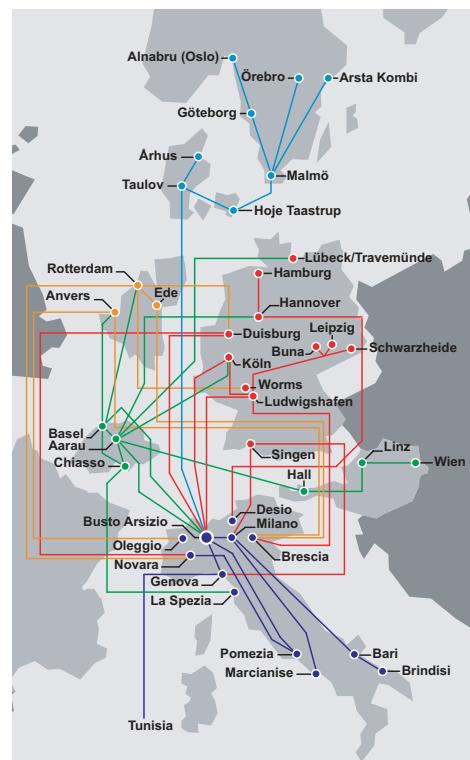 Alnabru (Oslo)
Örebro
Arsta Kombi
Göteborg
Århus
Malmö
Taulov
Hoje Taastrup
Lübeck/Travemünde
Rotterdam
Hamburg
Ede
Anvers
Hannover
Leipzig
Duisburg
Buna
Schwarzheide
Köln
Worms
Ludwigshafen
Basel
Aarau
Linz
Singen
Chiasso
Hall
Wien
Desio
Busto Arsizio
Milano
Oleggio
Brescia
Novara
Genova
La Spezia
Pomezia
Bari
Marcianise
Brindisi
Tunisia